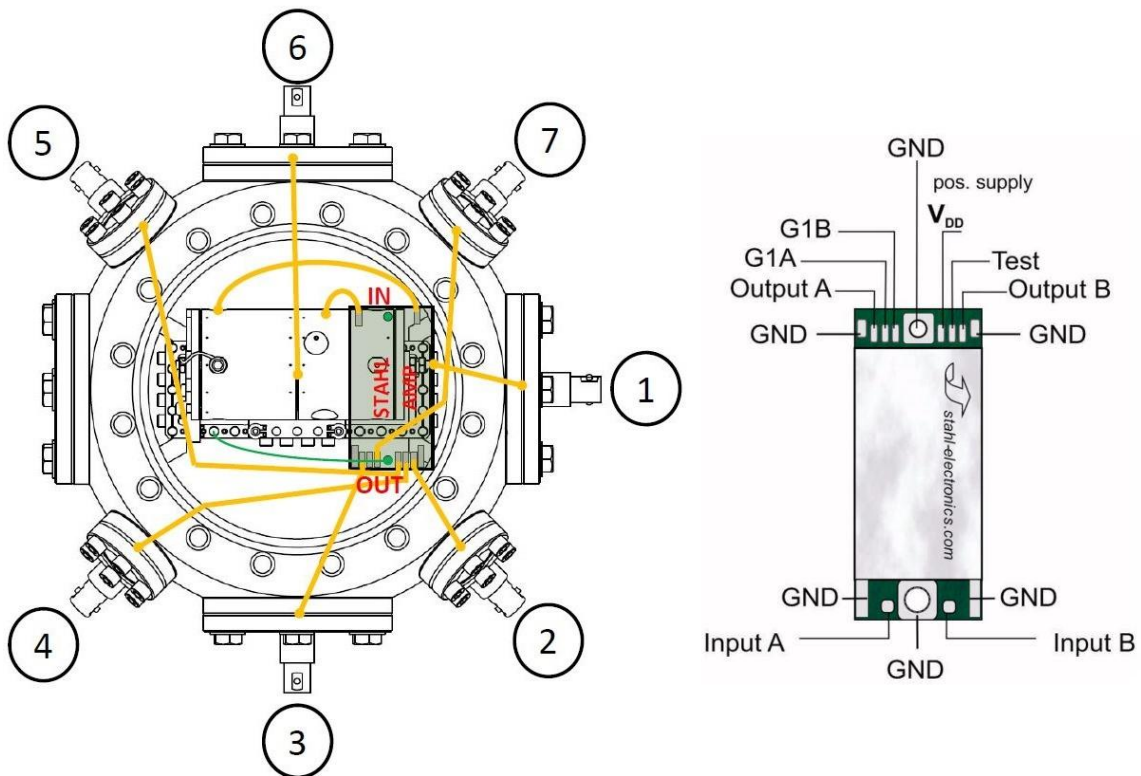 6
5
7
IN
STAHL
AMP
1
OUT
4
2
3
GND
pos. supply
VDD
G1B
G1A
Test
Output A
Output B
GND
GND
stahl-electronics.com
GND
GND
Input A
Input B
GND